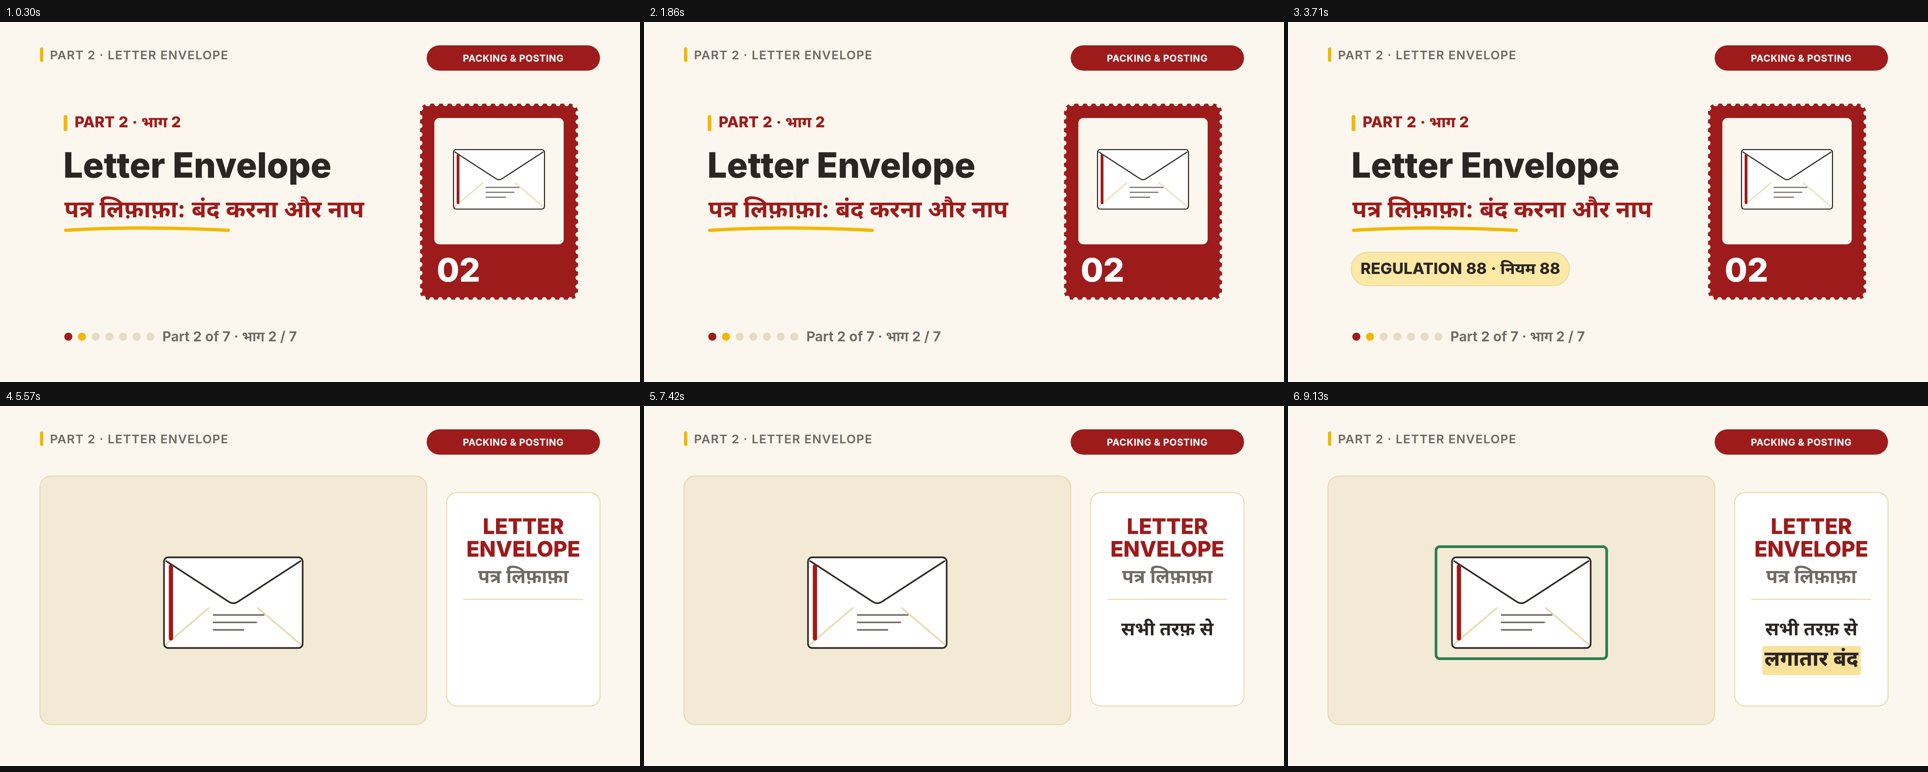 1. 0.30s
PART 2 · LETTER ENVELOPE
PACKING & POSTING
PART 2 · भाग 2
Letter Envelope
पत्र लिफ़ाफ़ा: बंद करना और नाप
02
Part 2 of 7 · भाग 2 / 7
2. 1.86s
PART 2 · LETTER ENVELOPE
PACKING & POSTING
PART 2 · भाग 2
Letter Envelope
पत्र लिफ़ाफ़ा: बंद करना और नाप
02
Part 2 of 7 · भाग 2 / 7
3. 3.71s
PART 2 · LETTER ENVELOPE
PACKING & POSTING
PART 2 · भाग 2
Letter Envelope
पत्र लिफ़ाफ़ा: बंद करना और नाप
REGULATION 88 · नियम 88
02
Part 2 of 7 · भाग 2 / 7
4. 5.57s
PART 2 · LETTER ENVELOPE
PACKING & POSTING
LETTER
ENVELOPE
पत्र लिफ़ाफ़ा
5. 7.42s
PART 2 · LETTER ENVELOPE
PACKING & POSTING
LETTER
ENVELOPE
पत्र लिफ़ाफ़ा
सभी तरफ़ से
6. 9.13s
PART 2 · LETTER ENVELOPE
PACKING & POSTING
LETTER
ENVELOPE
पत्र लिफ़ाफ़ा
सभी तरफ़ से
लगातार बंद